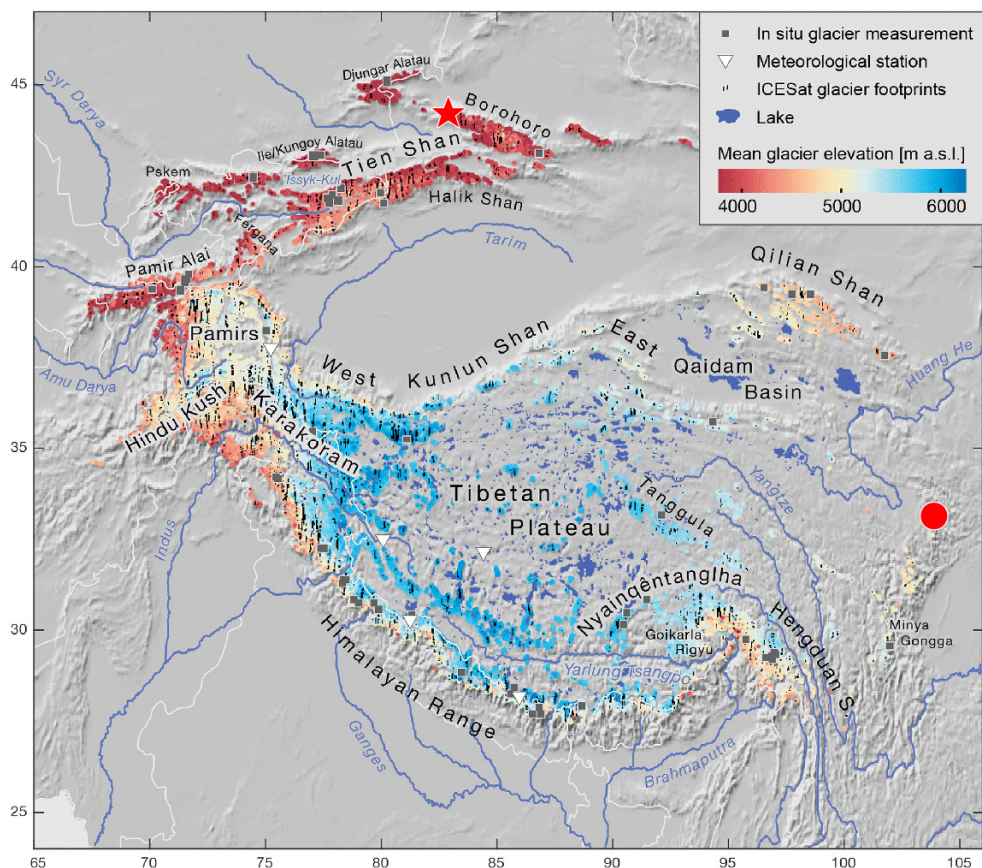 In situ glacier measurement
Meteorological station
ICESat glacier footprints
Lake
Mean glacier elevation [m a.s.l.]
4000 5000 6000
45
40
35
30
25
65 70 75 80 85 90 95 100 105
Djungar Alatau
Borohoro
Syr Darya
Ile/Kungoy Alatau
Tien Shan
Pskem
Issyk-Kul
Halik Shan
Fergana
Tarim
Pamir Alai
Qilian Shan
Pamirs
Amu Darya
West Kunlun Shan
East
Qaidam
Basin
Huang He
Hindu Kush
Karakoram
Tibetan
Plateau
Tanggula
Yangtze
Indus
Nyainqêntanglha
Goikarla
Rigyu
Hengduan S.
Minya
Gongga
Himalayan Range
Yarlung Tsangpo
Ganges
Brahmaputra